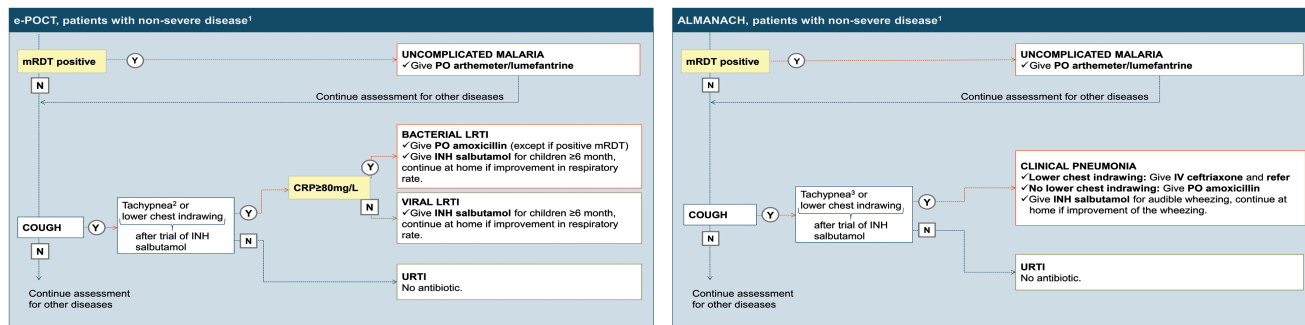 e-POCT, patients with non-severe disease¹
mRDT positive
Y
N
UNCOMPLICATED MALARIA
✓Give PO arthemeter/lumefantrine
Continue assessment for other diseases
COUGH
Y
N
Tachypnea² or
lower chest indrawing
after trial of INH
salbutamol
Y
N
CRP≥80mg/L
Y
N
BACTERIAL LRTI
✓Give PO amoxicillin (except if positive mRDT)
✓Give INH salbutamol for children ≥6 month,
continue at home if improvement in respiratory
rate.
VIRAL LRTI
✓Give INH salbutamol for children ≥6 month,
continue at home if improvement in respiratory
rate.
URTI
No antibiotic.
Continue assessment
for other diseases
ALMANACH, patients with non-severe disease¹
mRDT positive
Y
N
UNCOMPLICATED MALARIA
✓Give PO arthemeter/lumefantrine
Continue assessment for other diseases
COUGH
Y
N
Tachypnea³ or
lower chest indrawing
after trial of INH
salbutamol
Y
N
CLINICAL PNEUMONIA
✓Lower chest indrawing: Give IV ceftriaxone and refer
✓No lower chest indrawing: Give PO amoxicillin
✓Give INH salbutamol for audible wheezing, continue at
home if improvement of the wheezing.
URTI
No antibiotic.
Continue assessment
for other diseases